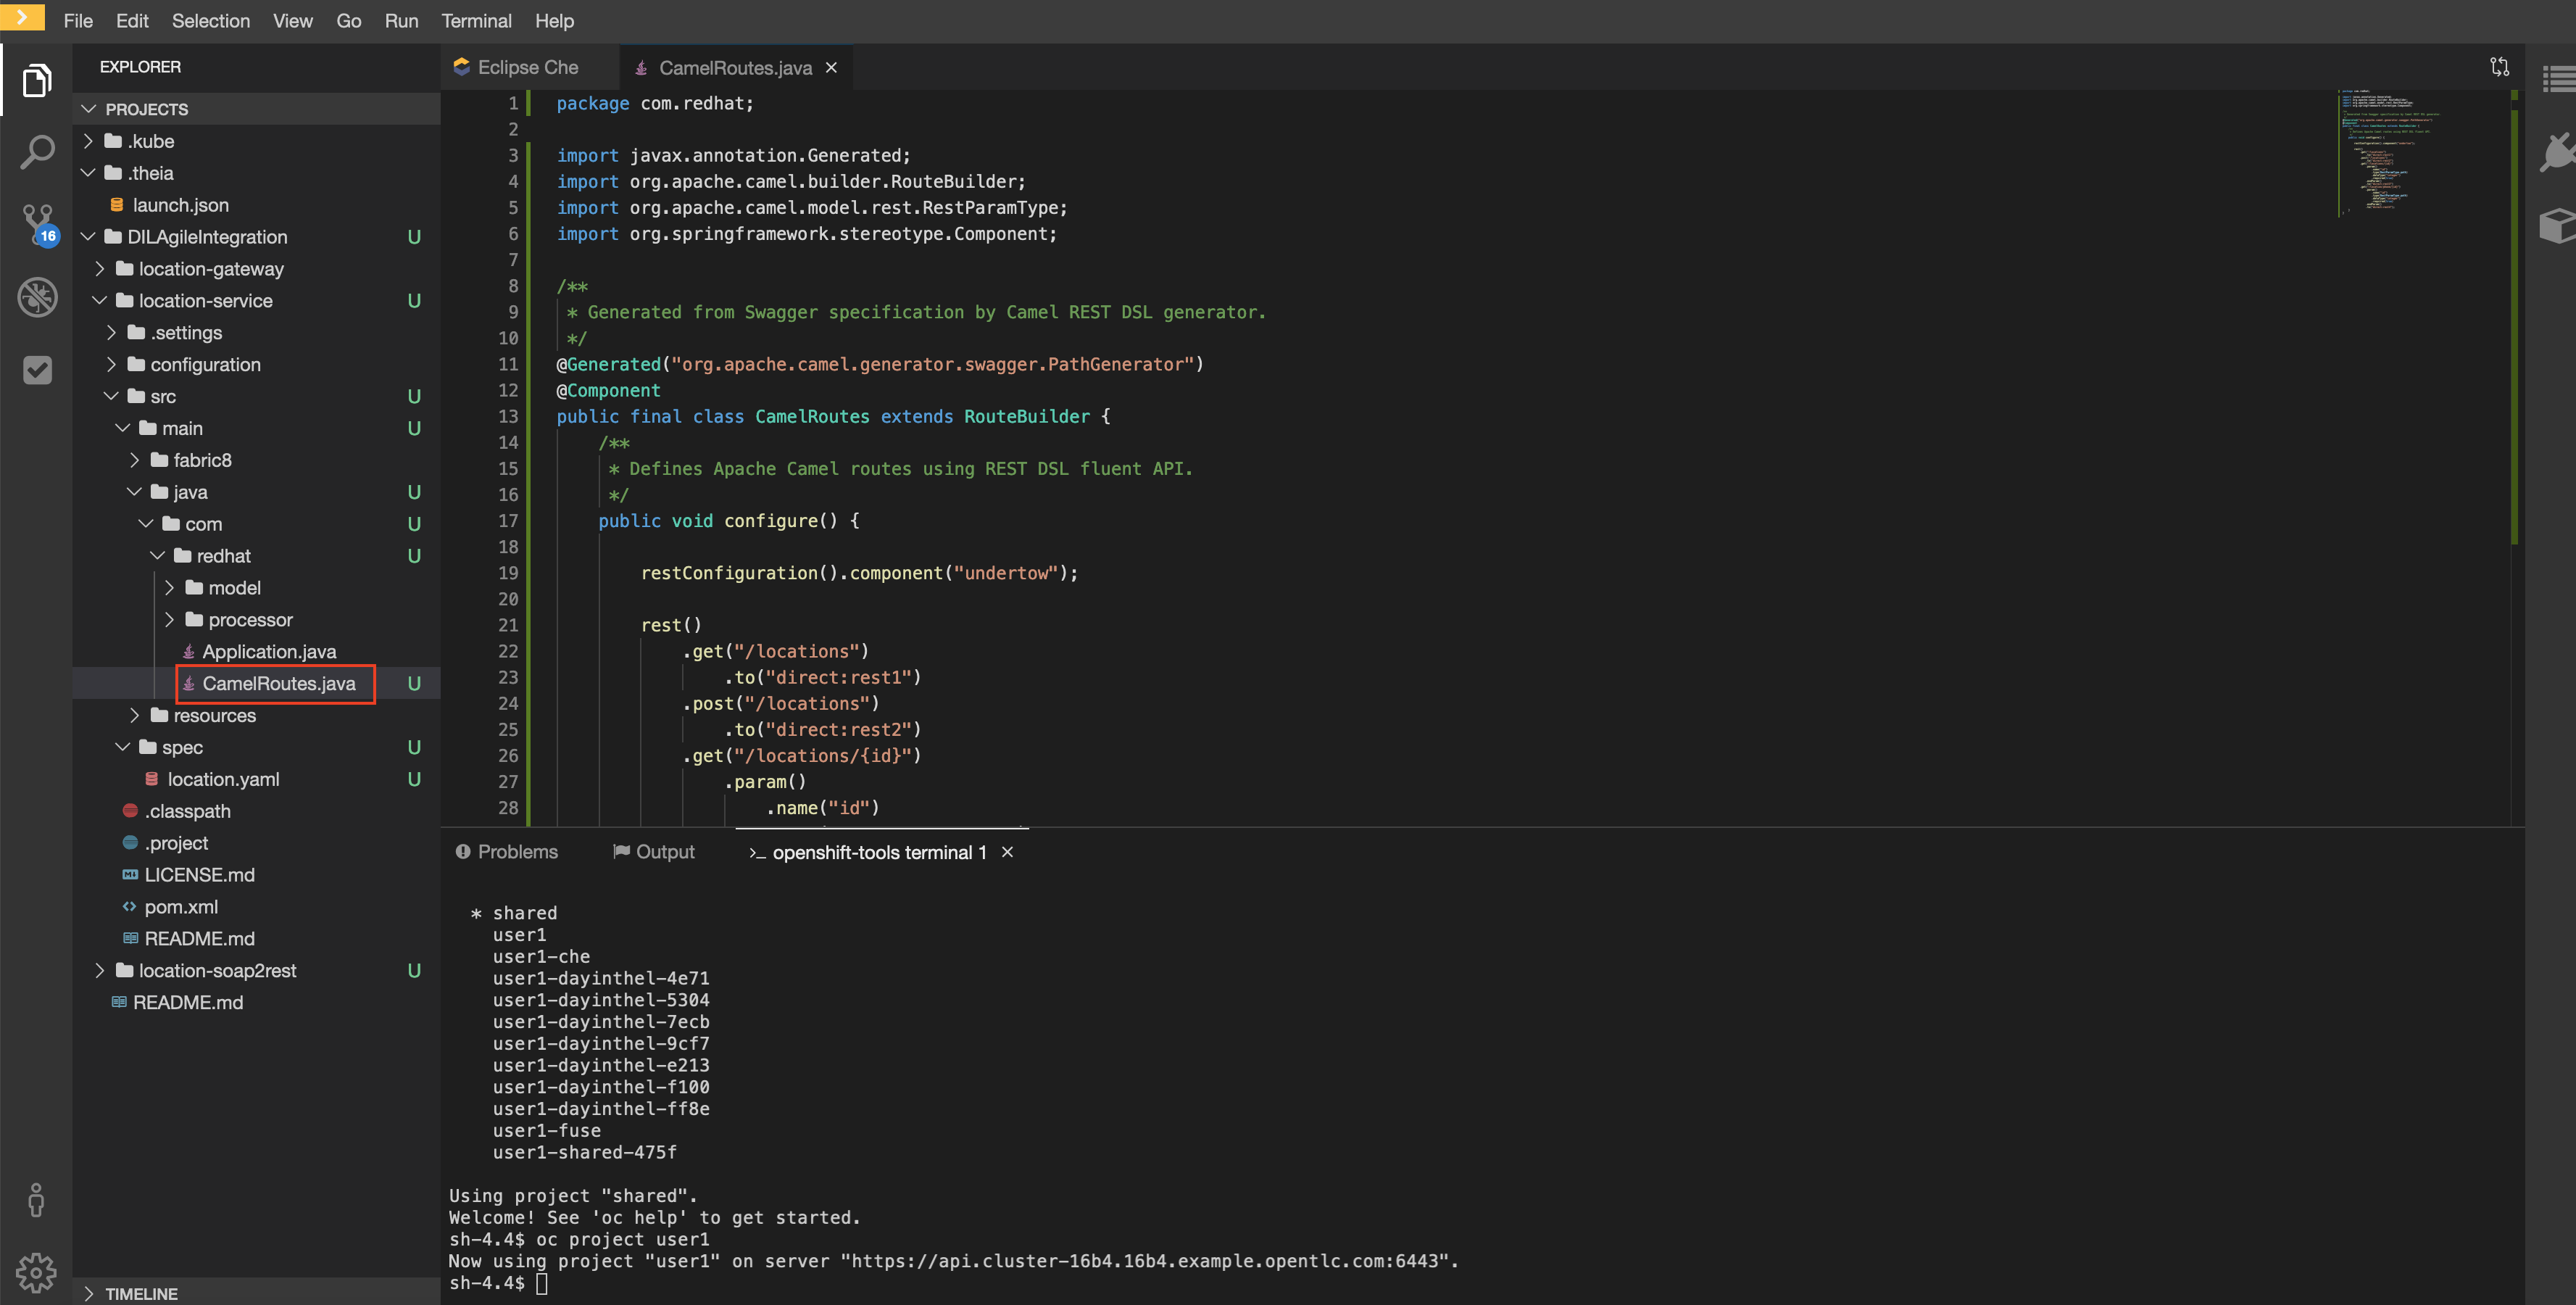 File Edit Selection View Go Run Terminal Help
EXPLORER
PROJECTS
.kube
.theia
launch.json
DILAgileIntegration U
location-gateway
location-service U
.settings
configuration
src U
main U
fabric8
java U
com U
redhat U
model
processor
Application.java
CamelRoutes.java U
resources
spec U
location.yaml U
.classpath
.project
LICENSE.md
pom.xml
README.md
location-soap2rest U
README.md
TIMELINE
16
Eclipse Che CamelRoutes.java
1 package com.redhat;
2
3 import javax.annotation.Generated;
4 import org.apache.camel.builder.RouteBuilder;
5 import org.apache.camel.model.rest.RestParamType;
6 import org.springframework.stereotype.Component;
7
8 /**
9 * Generated from Swagger specification by Camel REST DSL generator.
10 */
11 @Generated("org.apache.camel.generator.swagger.PathGenerator")
12 @Component
13 public final class CamelRoutes extends RouteBuilder {
14 /**
15 * Defines Apache Camel routes using REST DSL fluent API.
16 */
17 public void configure() {
18
19 restConfiguration().component("undertow");
20
21 rest()
22 .get("/locations")
23 .to("direct:rest1")
24 .post("/locations")
25 .to("direct:rest2")
26 .get("/locations/{id}")
27 .param()
28 .name("id")
Problems Output >_ openshift-tools terminal 1
* shared
user1
user1-che
user1-dayinthel-4e71
user1-dayinthel-5304
user1-dayinthel-7ecb
user1-dayinthel-9cf7
user1-dayinthel-e213
user1-dayinthel-f100
user1-dayinthel-ff8e
user1-fuse
user1-shared-475f
Using project "shared".
Welcome! See 'oc help' to get started.
sh-4.4$ oc project user1
Now using project "user1" on server "https://api.cluster-16b4.16b4.example.opentlc.com:6443".
sh-4.4$